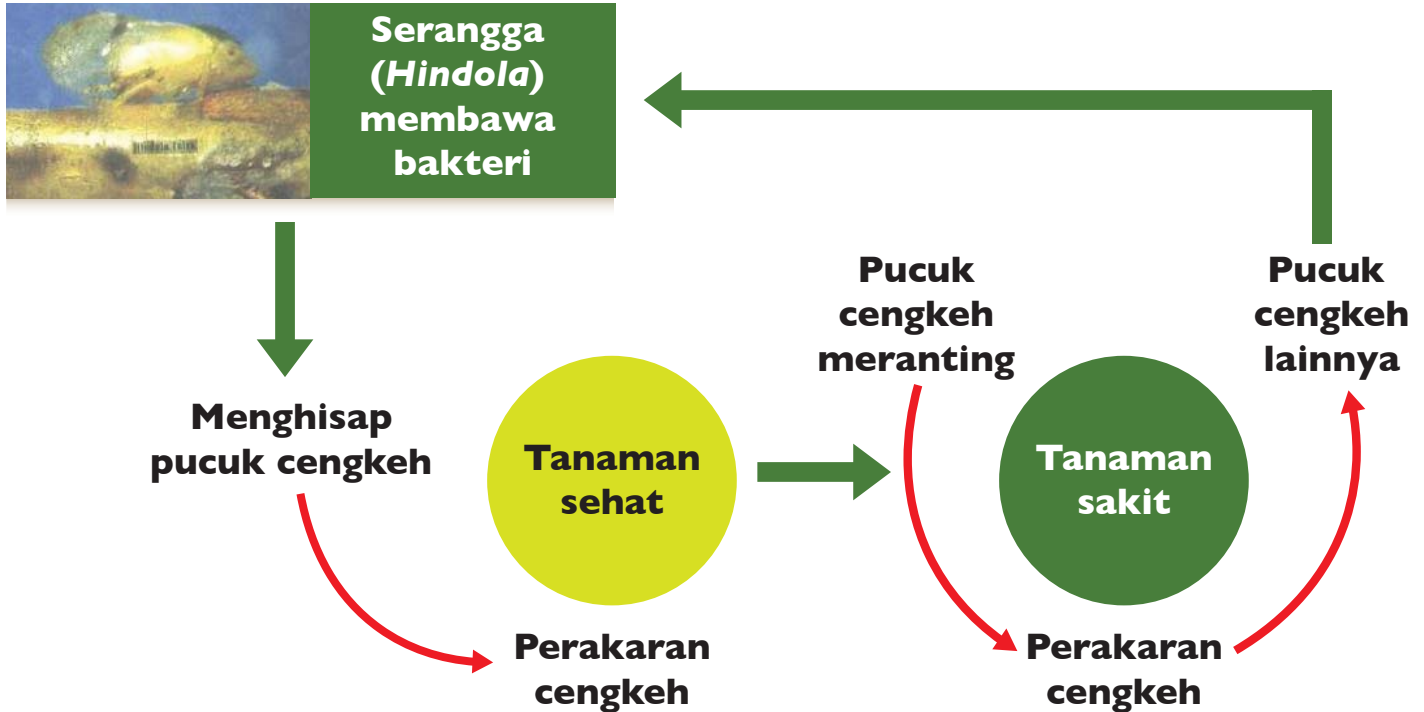 Serangga
(Hindola)
membawa
bakteri
Menghisap
pucuk cengkeh
Tanaman
sehat
Perakaran
cengkeh
Pucuk
cengkeh
meranting
Tanaman
sakit
Perakaran
cengkeh
Pucuk
cengkeh
lainnya